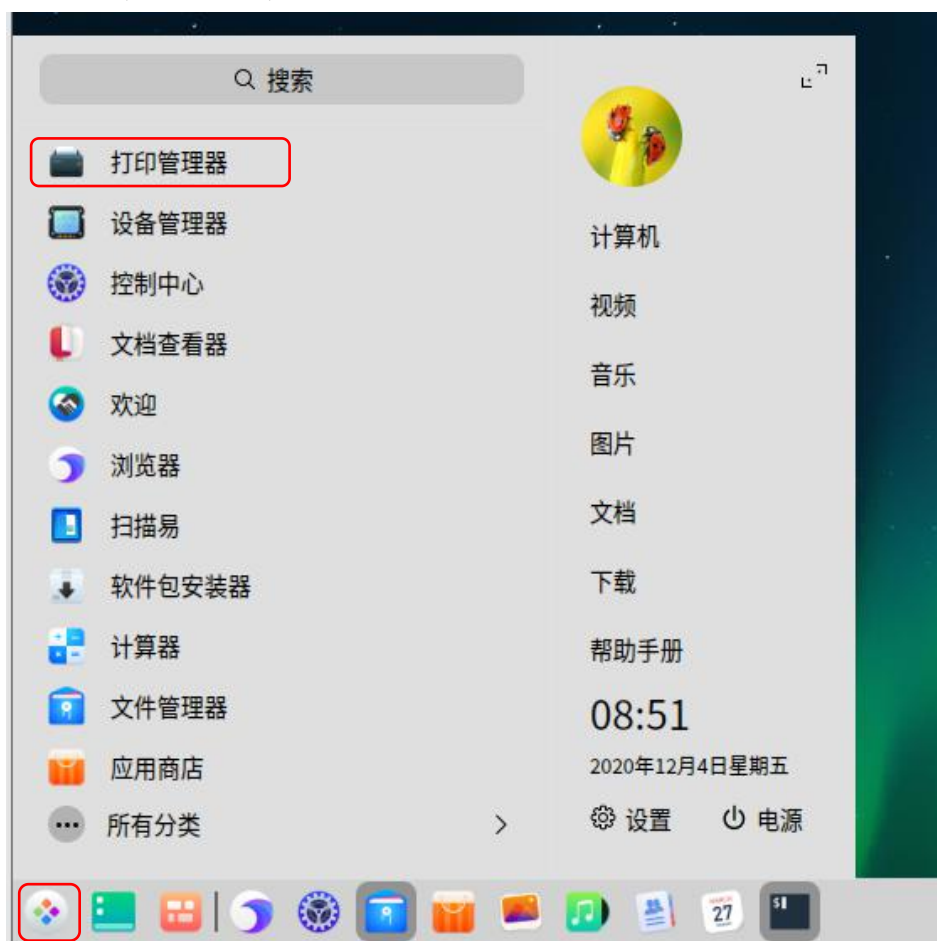 搜索
打印管理器
设备管理器
控制中心
文档查看器
欢迎
浏览器
扫描易
软件包安装器
计算器
文件管理器
应用商店
所有分类
计算机
视频
音乐
图片
文档
下载
帮助手册
08:51
2020年12月4日星期五
设置 电源
27